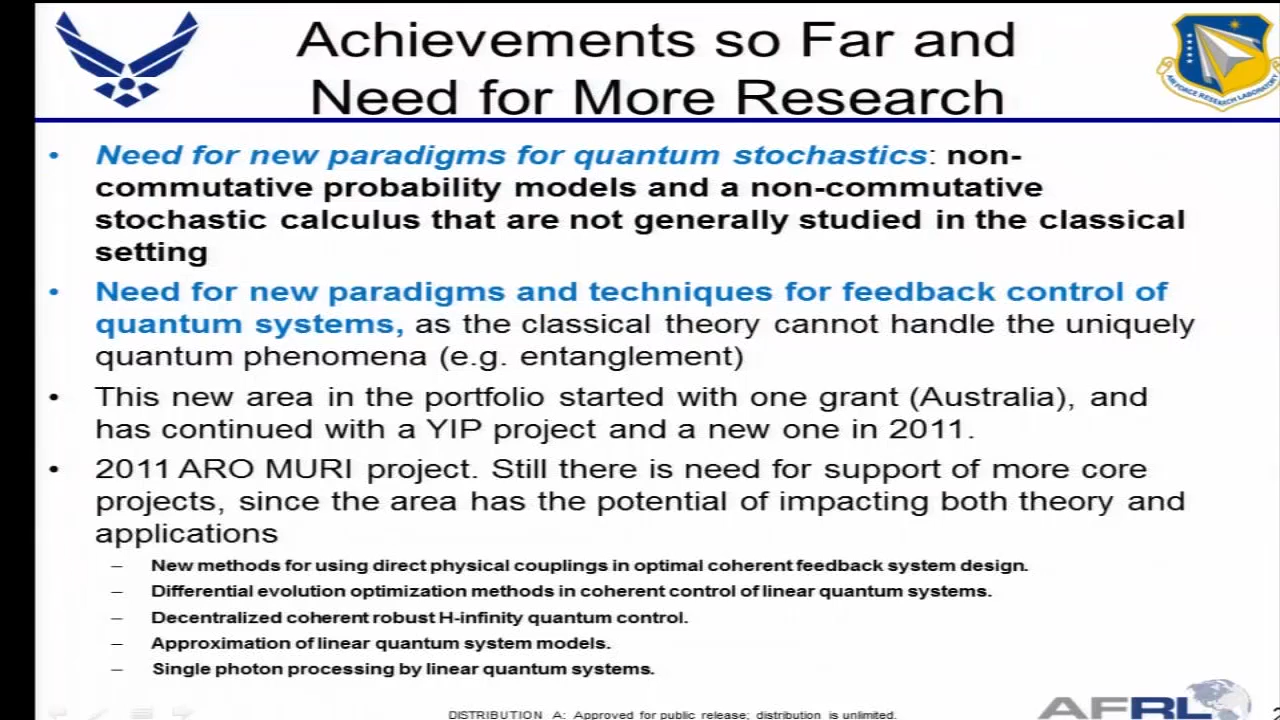 Achievements so Far and
Need for More Research
AIR FORCE RESEARCH LABORATORY
• Need for new paradigms for quantum stochastics: non-
commutative probability models and a non-commutative
stochastic calculus that are not generally studied in the classical
setting
• Need for new paradigms and techniques for feedback control of
quantum systems, as the classical theory cannot handle the uniquely
quantum phenomena (e.g. entanglement)
• This new area in the portfolio started with one grant (Australia), and
has continued with a YIP project and a new one in 2011.
• 2011 ARO MURI project. Still there is need for support of more core
projects, since the area has the potential of impacting both theory and
applications
– New methods for using direct physical couplings in optimal coherent feedback system design.
– Differential evolution optimization methods in coherent control of linear quantum systems.
– Decentralized coherent robust H-infinity quantum control.
– Approximation of linear quantum system models.
– Single photon processing by linear quantum systems.
DISTRIBUTION A: Approved for public release; distribution is unlimited.
AFRL